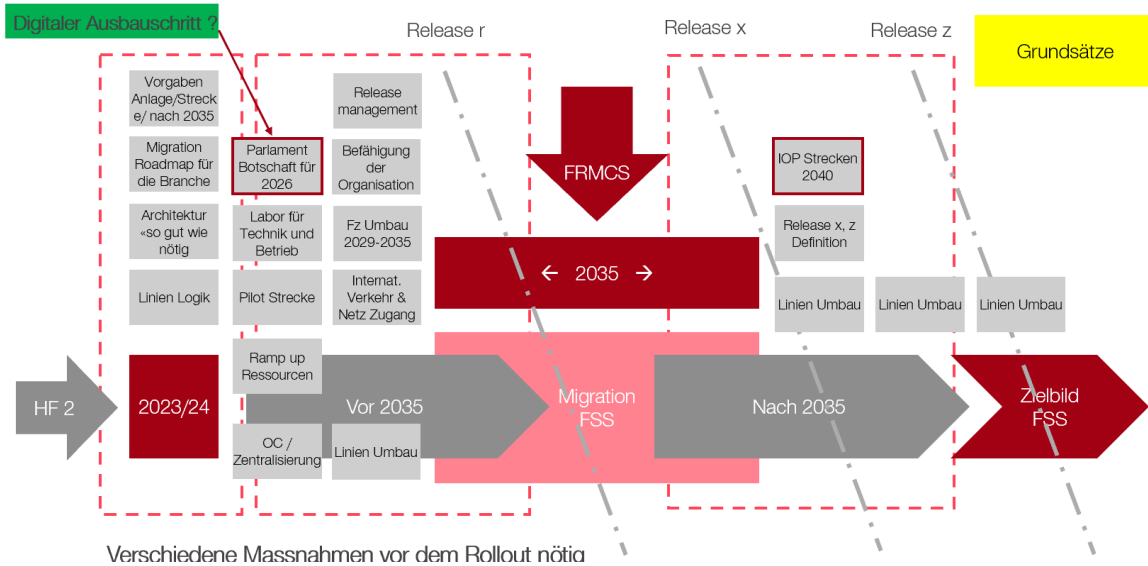 Digitaler Ausbauschritt ?
Release r
Release x
Release z
Grundsätze
Vorgaben
Anlage/Streck
e/ nach 2035
Migration
Roadmap für
die Branche
Architektur
«so gut wie
nötig
Linien Logik
Parlament
Botschaft für
2026
Labor für
Technik und
Betrieb
Pilot Strecke
Ramp up
Ressourcen
OC /
Zentralisierung
Release
management
Befähigung
der
Organisation
Fz Umbau
2029-2035
Internat.
Verkehr &
Netz Zugang
Linien Umbau
FRMCS
← 2035 →
IOP Strecken
2040
Release x, z
Definition
Linien Umbau
Linien Umbau
Linien Umbau
HF 2
2023/24
Vor 2035
Migration
FSS
Nach 2035
Zielbild
FSS
Verschiedene Massnahmen vor dem Rollout nötig